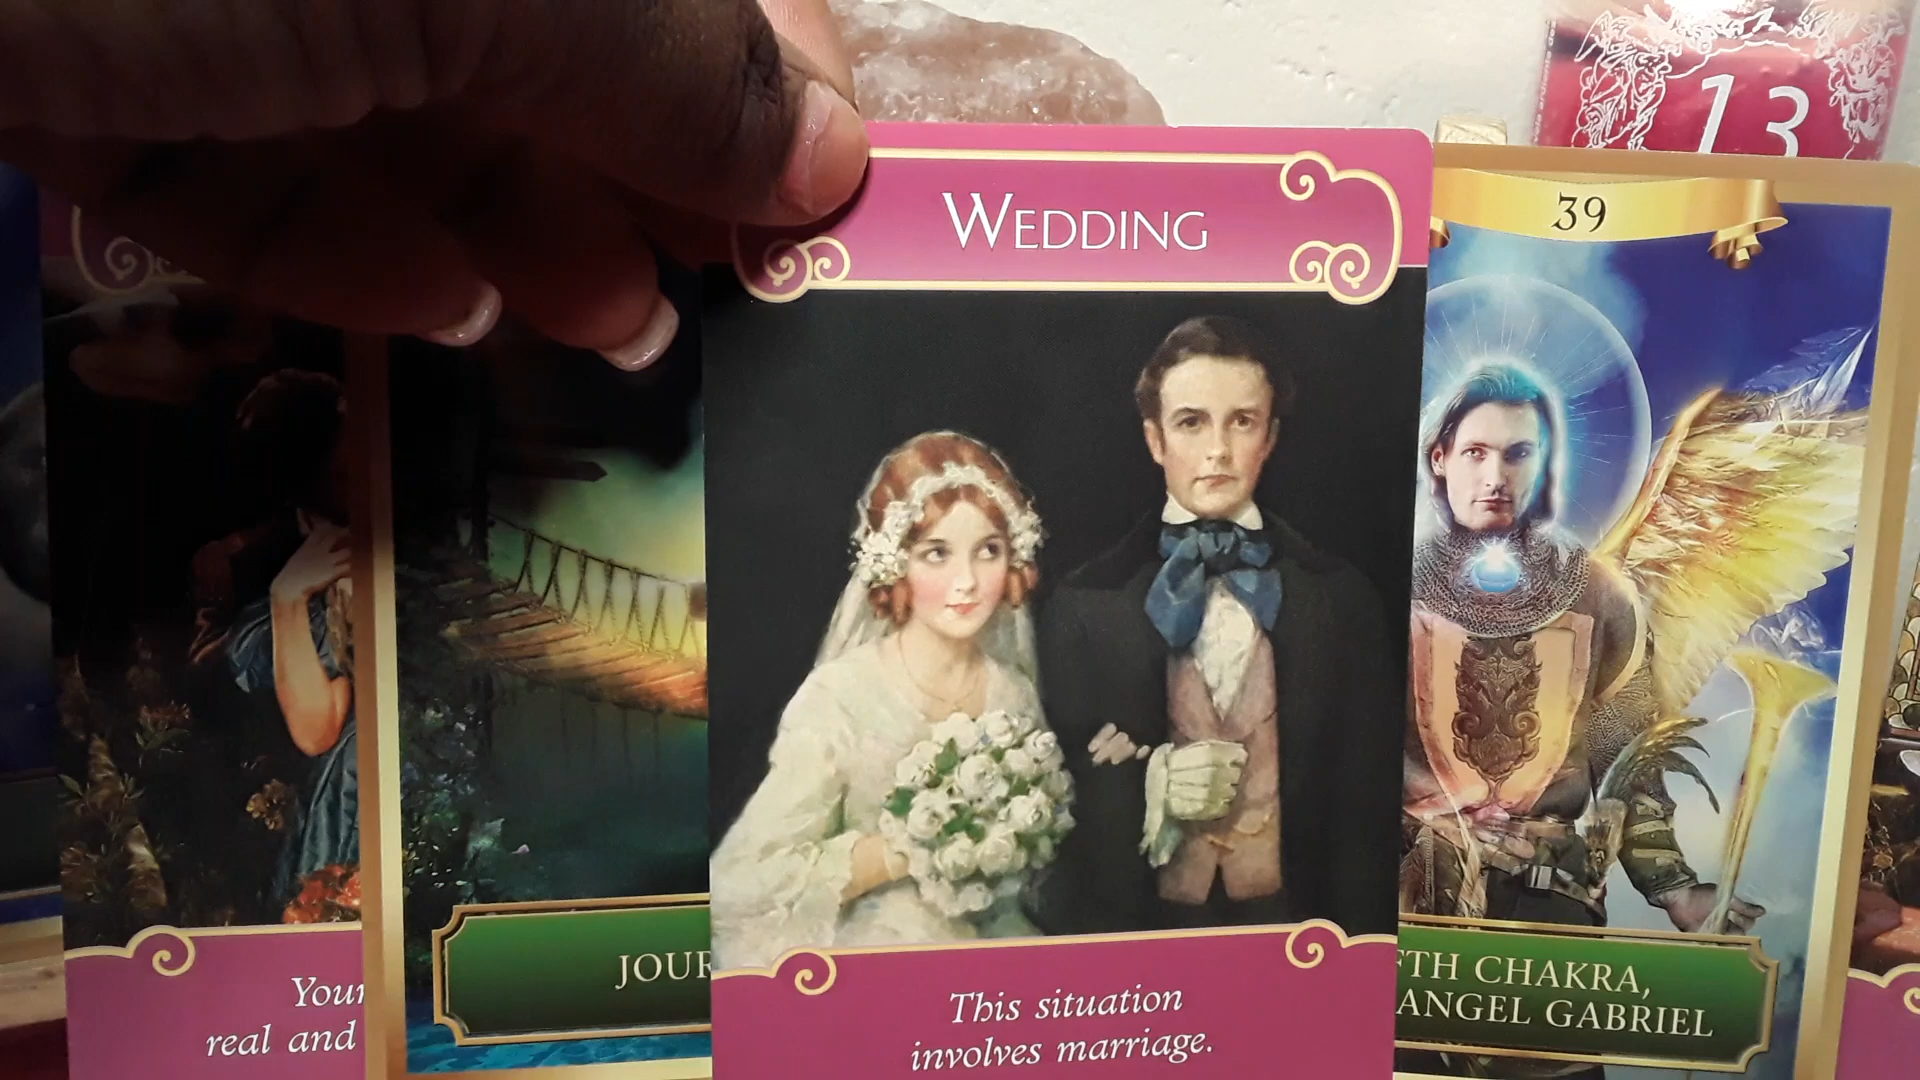 13
WEDDING
39
Your
real and
JOUR
This situation
involves marriage.
FTH CHAKRA,
ANGEL GABRIEL